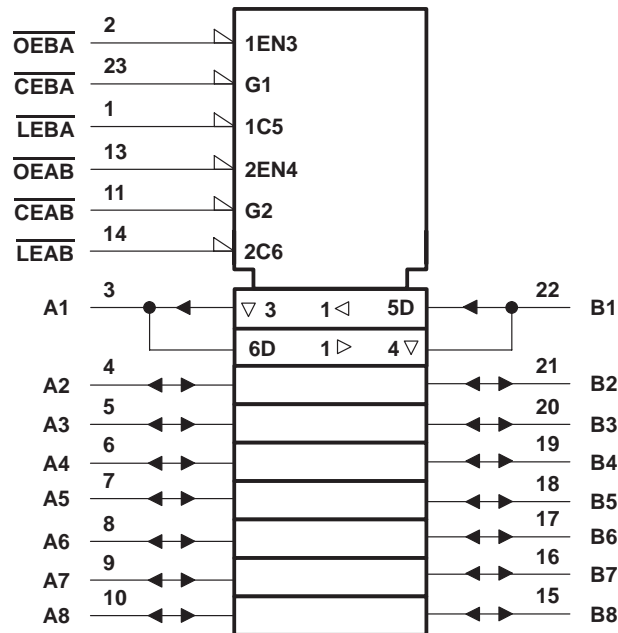 OEBA 2 1EN3
CEBA 23 G1
LEBA 1 1C5
OEAB 13 2EN4
CEAB 11 G2
LEAB 14 2C6
A1 3 ▽ 3 1 ◁ 5D 22 B1
6D 1 ▷ 4 ▽
A2 4 21 B2
A3 5 20 B3
A4 6 19 B4
A5 7 18 B5
A6 8 17 B6
A7 9 16 B7
A8 10 15 B8